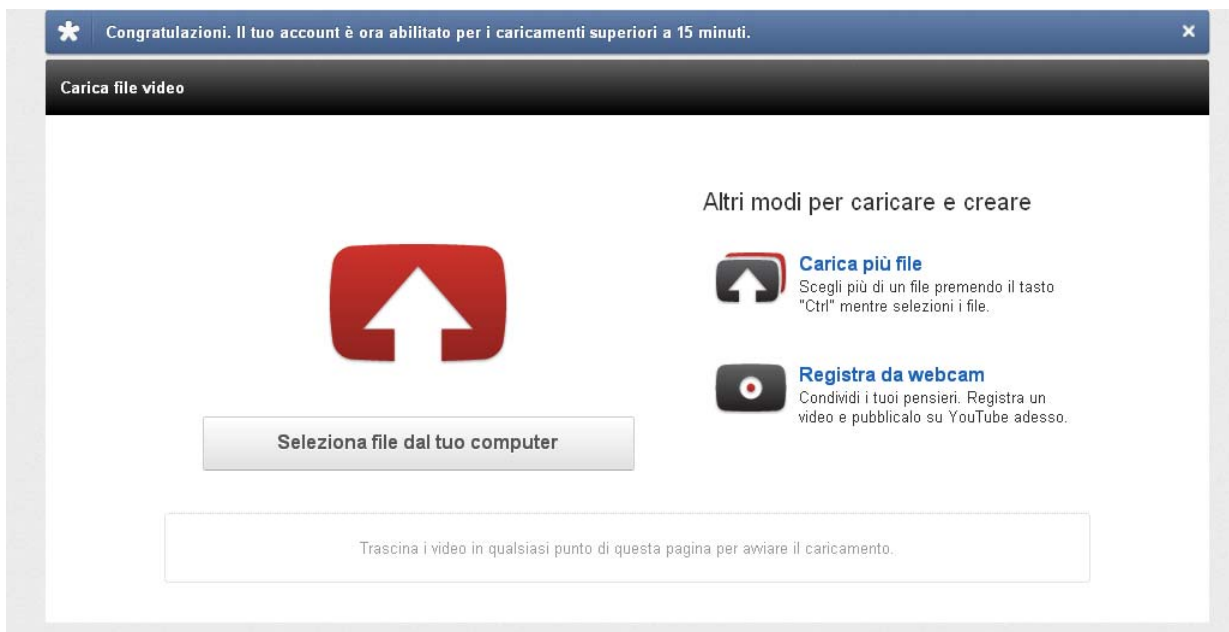 Congratulazioni. Il tuo account è ora abilitato per i caricamenti superiori a 15 minuti.
Carica file video
Altri modi per caricare e creare
Carica più file
Scegli più di un file premendo il tasto
"Ctrl" mentre selezioni i file.
Registra da webcam
Condividi i tuoi pensieri. Registra un
video e pubblicalo su YouTube adesso.
Seleziona file dal tuo computer
Trascina i video in qualsiasi punto di questa pagina per avviare il caricamento.